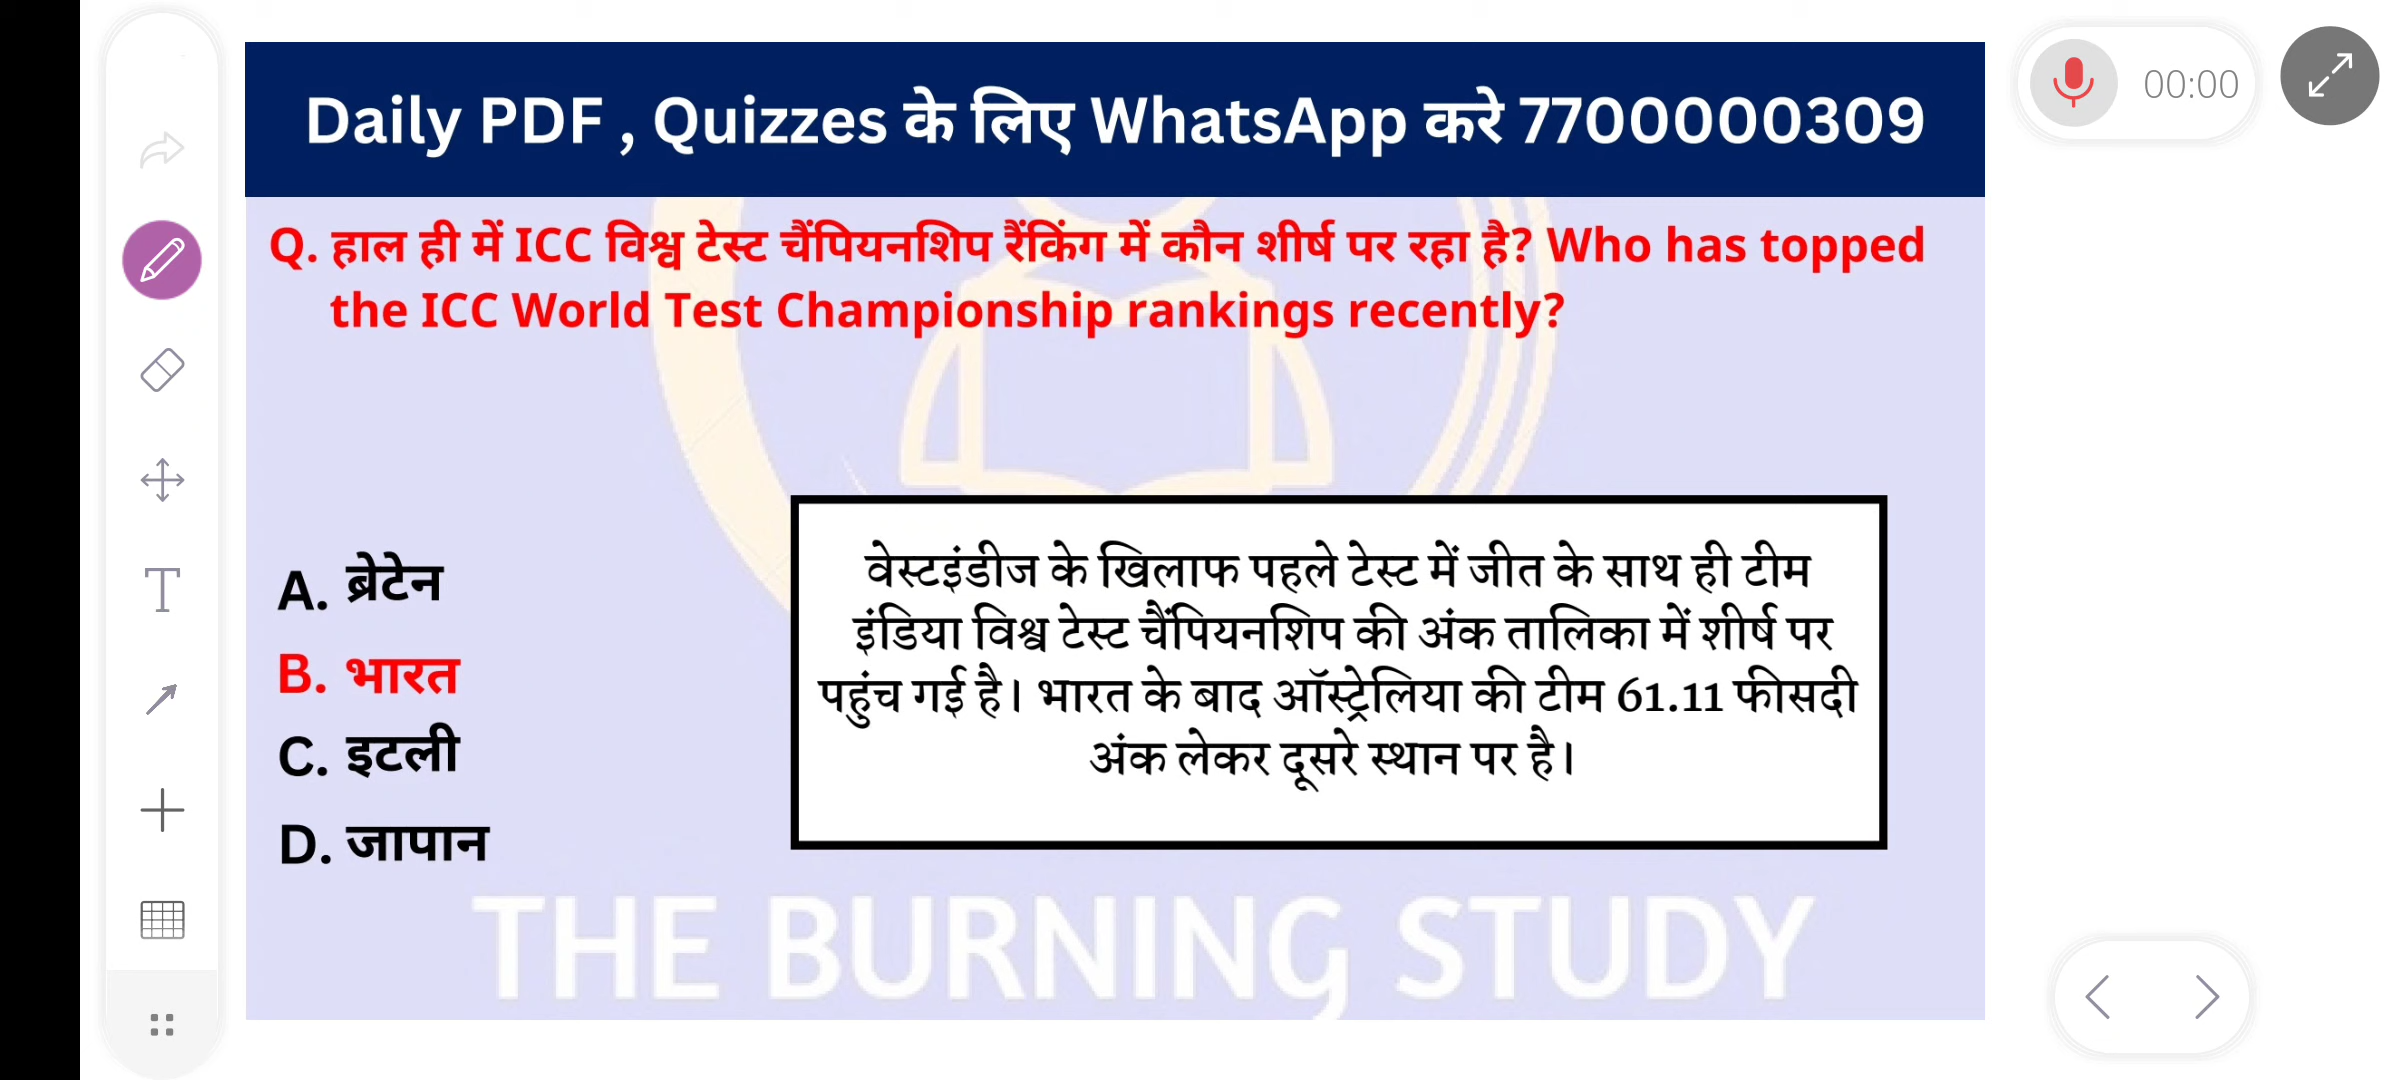 Daily PDF , Quizzes के लिए WhatsApp करे 7700000309
00:00
Q. हाल ही में ICC विश्व टेस्ट चैंपियनशिप रैंकिंग में कौन शीर्ष पर रहा है? Who has topped
the ICC World Test Championship rankings recently?
A. ब्रेटेन
B. भारत
C. इटली
D. जापान
वेस्टइंडीज के खिलाफ पहले टेस्ट में जीत के साथ ही टीम
इंडिया विश्व टेस्ट चैंपियनशिप की अंक तालिका में शीर्ष पर
पहुंच गई है। भारत के बाद ऑस्ट्रेलिया की टीम 61.11 फीसदी
अंक लेकर दूसरे स्थान पर है।
THE BURNING STUDY